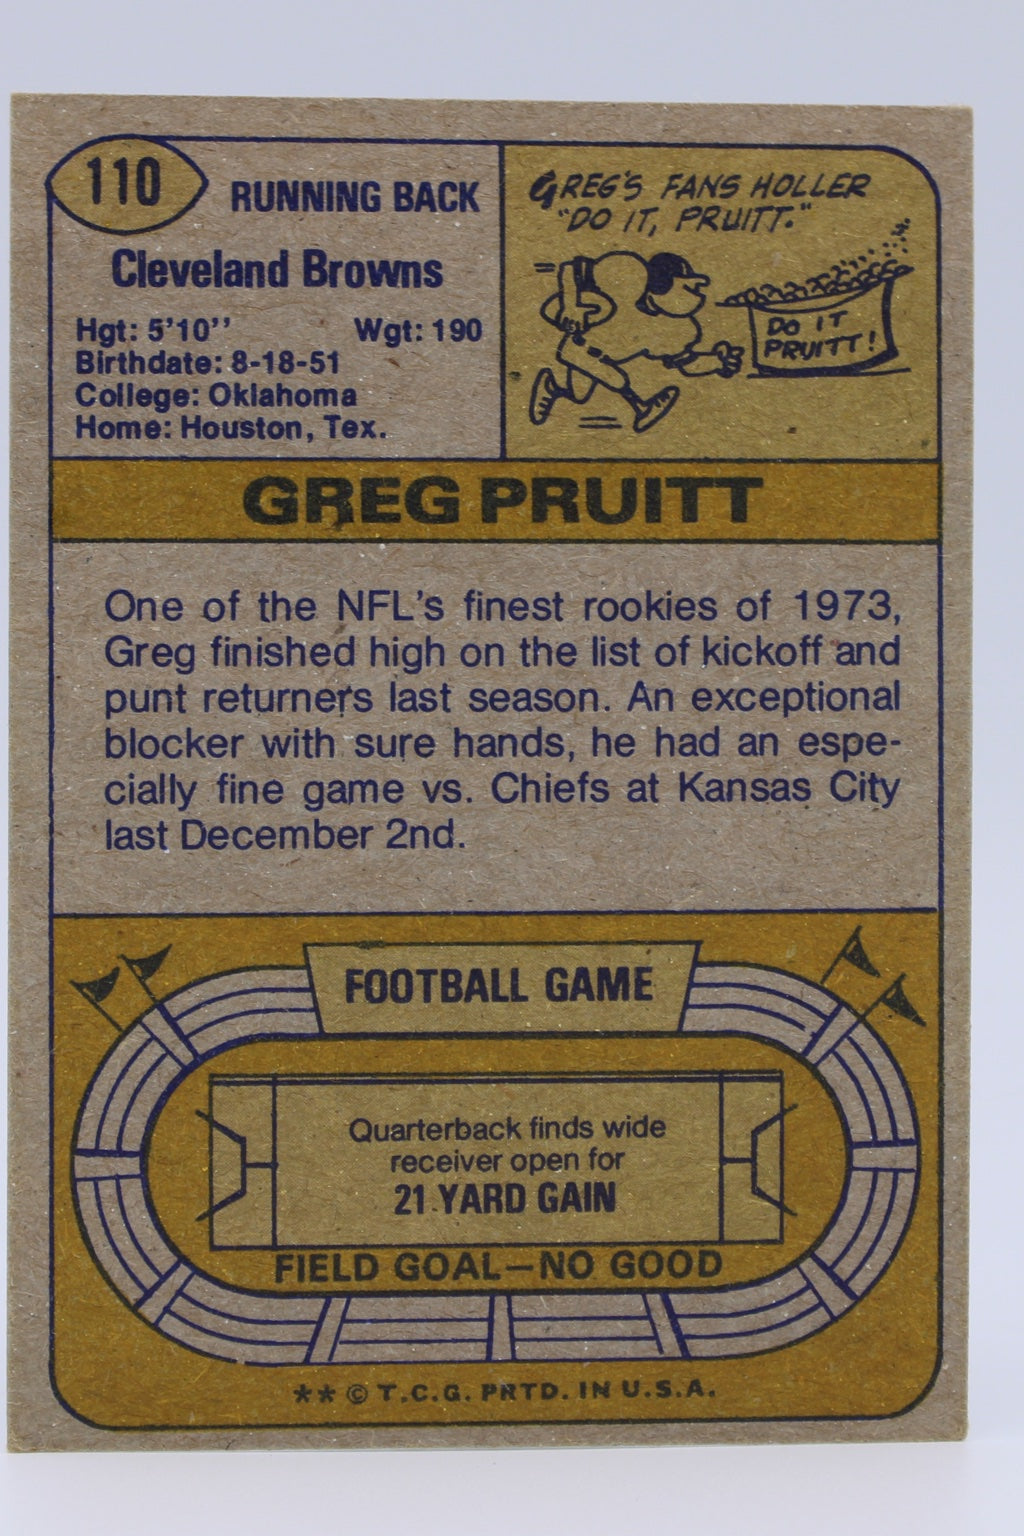 110
RUNNING BACK
Cleveland Browns
Hgt: 5'10'' Wgt: 190
Birthdate: 8-18-51
College: Oklahoma
Home: Houston, Tex.
GREG'S FANS HOLLER
"DO IT, PRUITT."
DO IT
PRUITT!
GREG PRUITT
One of the NFL's finest rookies of 1973,
Greg finished high on the list of kickoff and
punt returners last season. An exceptional
blocker with sure hands, he had an espe-
cially fine game vs. Chiefs at Kansas City
last December 2nd.
FOOTBALL GAME
Quarterback finds wide
receiver open for
21 YARD GAIN
FIELD GOAL—NO GOOD
** © T.C.G. PRTD. IN U.S.A.